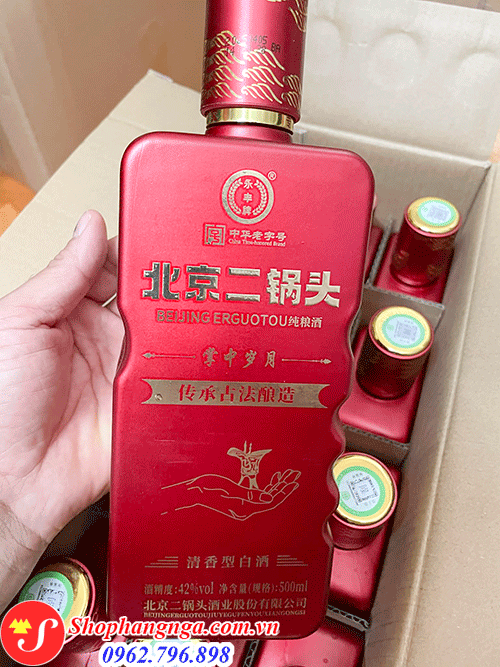 永丰牌
®
中华老字号
China Time-honored Brand
北京二锅头
BEIJING ERGUOTOU纯粮酒
掌中岁月
传承古法酿造
清香型白酒
酒精度:42%vol 净含量(规格):500ml
北京二锅头酒业股份有限公司
BEIJINGERGUOTOUJIUYEGUFENYOUXIANGONGSI
Shophangnga.com.vn
0962.796.898